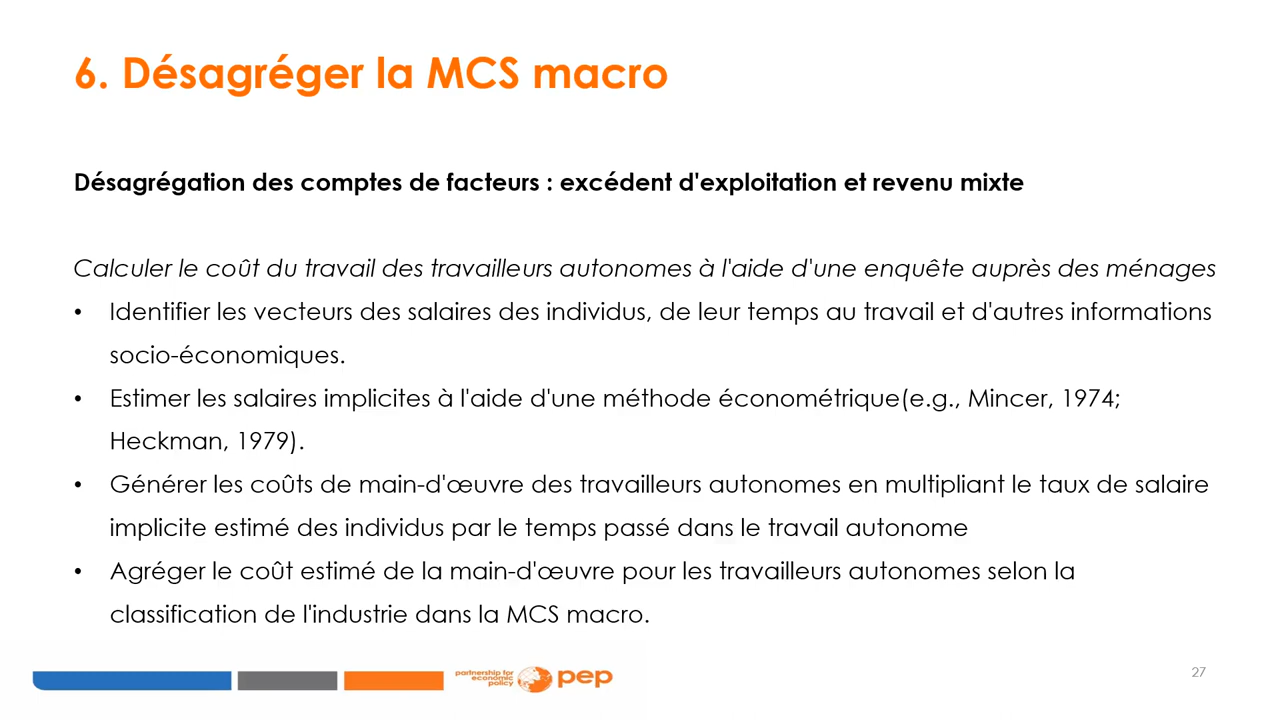 6. Désagréger la MCS macro
Désagrégation des comptes de facteurs : excédent d'exploitation et revenu mixte
Calculer le coût du travail des travailleurs autonomes à l'aide d'une enquête auprès des ménages
• Identifier les vecteurs des salaires des individus, de leur temps au travail et d'autres informations
socio-économiques.
• Estimer les salaires implicites à l'aide d'une méthode économétrique(e.g., Mincer, 1974;
Heckman, 1979).
• Générer les coûts de main-d'œuvre des travailleurs autonomes en multipliant le taux de salaire
implicite estimé des individus par le temps passé dans le travail autonome
• Agréger le coût estimé de la main-d'œuvre pour les travailleurs autonomes selon la
classification de l'industrie dans la MCS macro.
partnership for
economic
policy
pep
27